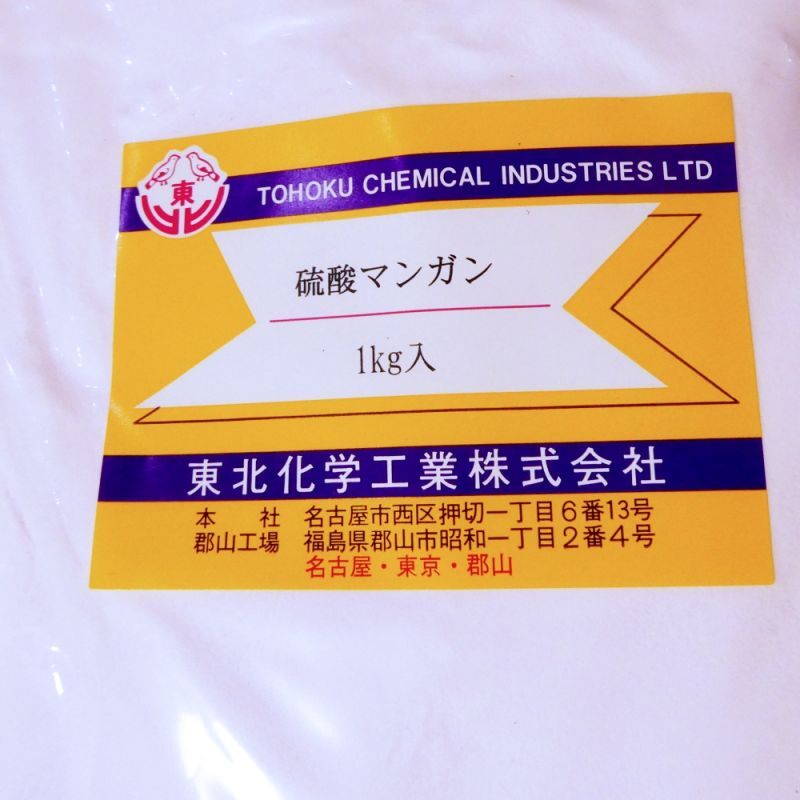 東
TOHOKU CHEMICAL INDUSTRIES LTD
硫酸マンガン
1kg入
東北化学工業株式会社
本　社　名古屋市西区押切一丁目6番13号
郡山工場　福島県郡山市昭和一丁目2番4号
名古屋・東京・郡山